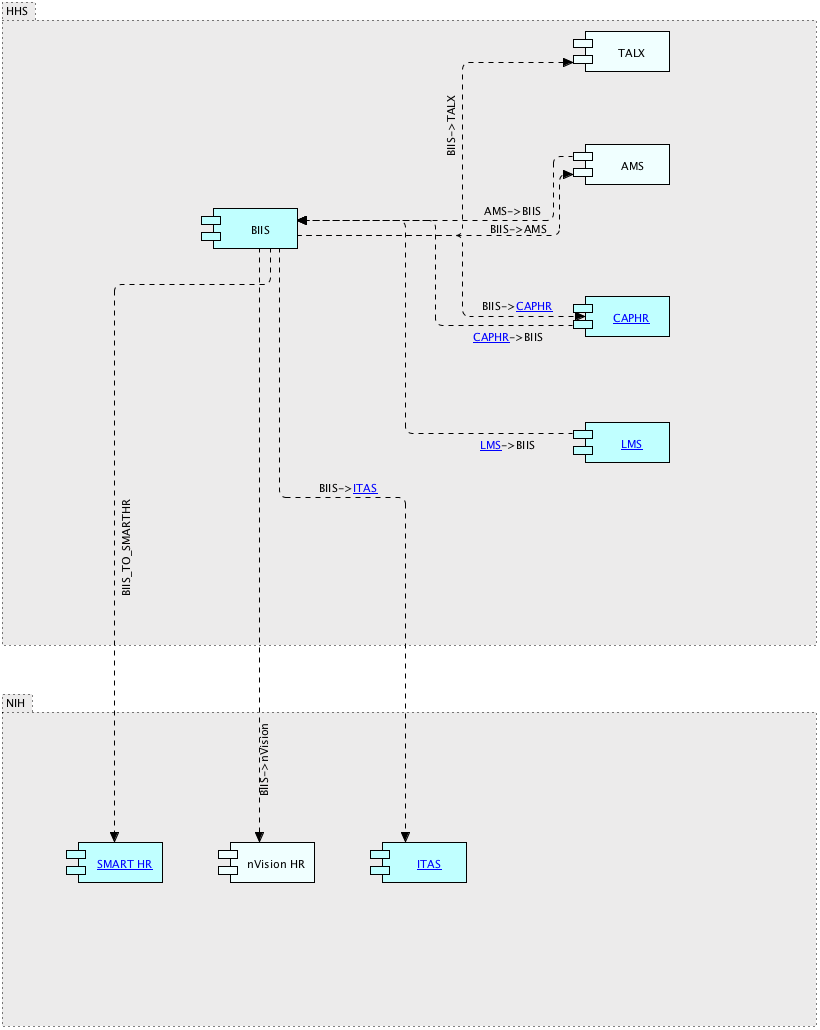 HHS
TALX
BIIS->TALX
AMS
AMS->BIIS
BIIS
BIIS->AMS
BIIS->CAPHR
CAPHR
CAPHR->BIIS
LMS
LMS->BIIS
BIIS->ITAS
BIIS_TO_SMARTHR
NIH
BIIS->nVision
SMART HR
nVision HR
ITAS